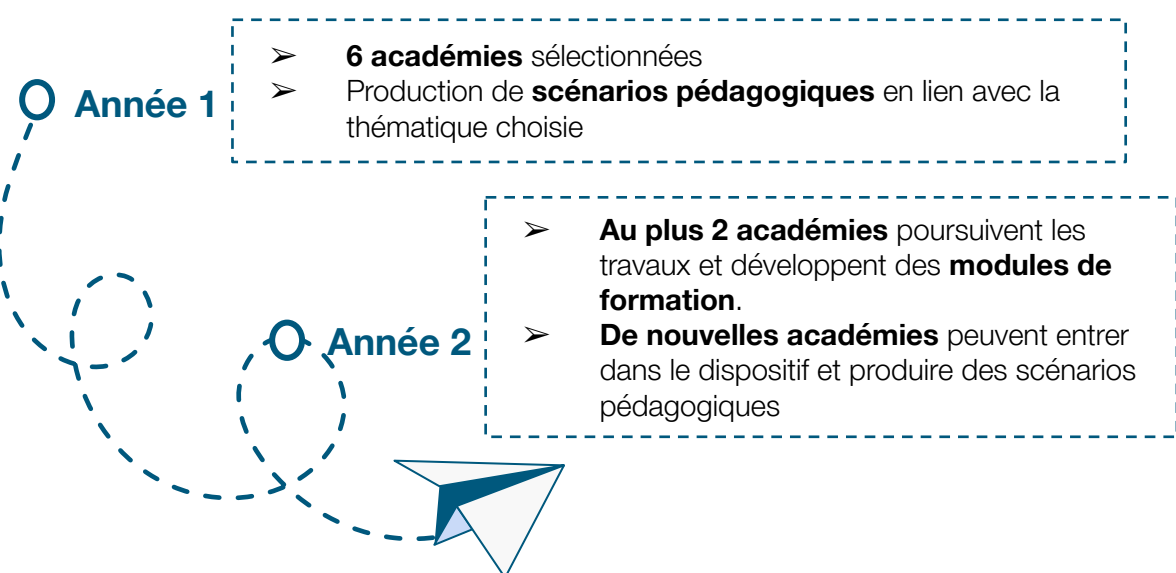 Année 1
➢ 6 académies sélectionnées
➢ Production de scénarios pédagogiques en lien avec la
thématique choisie
Année 2
➢ Au plus 2 académies poursuivent les
travaux et développent des modules de
formation.
➢ De nouvelles académies peuvent entrer
dans le dispositif et produire des scénarios
pédagogiques